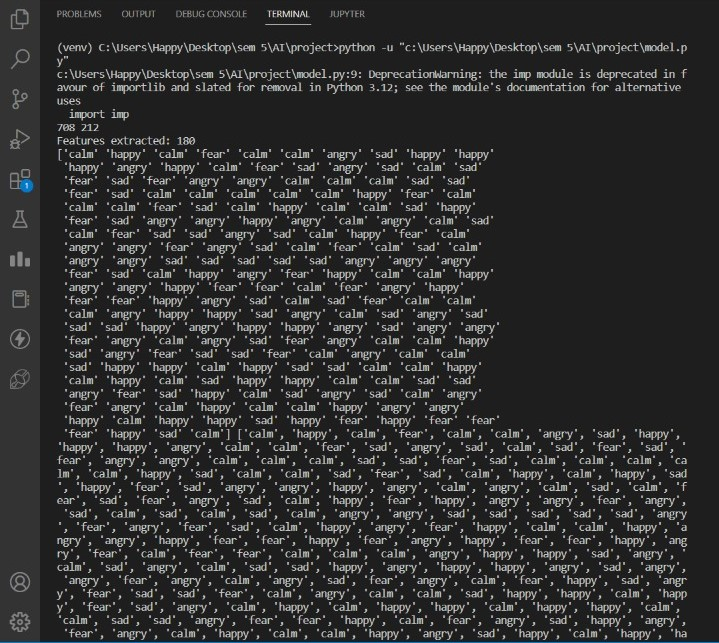 PROBLEMS OUTPUT DEBUG CONSOLE TERMINAL JUPYTER
(venv) C:\Users\Happy\Desktop\sem 5\AI\project>python -u "c:\Users\Happy\Desktop\sem 5\AI\project\model.p
y"
c:\Users\Happy\Desktop\sem 5\AI\project\model.py:9: DeprecationWarning: the imp module is deprecated in f
avour of importlib and slated for removal in Python 3.12; see the module's documentation for alternative
uses
import imp
708 212
Features extracted: 180
['calm' 'happy' 'calm' 'fear' 'calm' 'calm' 'angry' 'sad' 'happy' 'happy'
'happy' 'angry' 'happy' 'calm' 'fear' 'sad' 'angry' 'sad' 'calm' 'sad'
'fear' 'sad' 'fear' 'angry' 'angry' 'calm' 'calm' 'calm' 'sad' 'sad'
'fear' 'sad' 'calm' 'calm' 'calm' 'calm' 'calm' 'happy' 'fear' 'calm'
'calm' 'calm' 'fear' 'sad' 'calm' 'happy' 'calm' 'calm' 'sad' 'happy'
'fear' 'sad' 'angry' 'angry' 'happy' 'angry' 'calm' 'angry' 'calm' 'sad'
'calm' 'fear' 'sad' 'sad' 'angry' 'sad' 'calm' 'happy' 'fear' 'calm'
'angry' 'angry' 'fear' 'angry' 'sad' 'calm' 'fear' 'calm' 'sad' 'calm'
'angry' 'angry' 'sad' 'sad' 'sad' 'sad' 'sad' 'angry' 'angry' 'angry'
'fear' 'sad' 'calm' 'happy' 'angry' 'fear' 'happy' 'calm' 'calm' 'happy'
'angry' 'angry' 'happy' 'fear' 'fear' 'calm' 'fear' 'angry' 'happy'
'fear' 'fear' 'happy' 'angry' 'sad' 'calm' 'sad' 'fear' 'calm' 'calm'
'calm' 'angry' 'happy' 'happy' 'sad' 'angry' 'calm' 'sad' 'angry' 'sad'
'sad' 'sad' 'happy' 'angry' 'happy' 'happy' 'angry' 'sad' 'angry' 'angry'
'fear' 'angry' 'calm' 'angry' 'sad' 'fear' 'angry' 'calm' 'calm' 'happy'
'sad' 'angry' 'fear' 'sad' 'sad' 'fear' 'calm' 'angry' 'calm' 'calm'
'sad' 'happy' 'happy' 'calm' 'happy' 'sad' 'sad' 'calm' 'calm' 'happy'
'calm' 'happy' 'calm' 'sad' 'happy' 'happy' 'calm' 'calm' 'sad' 'sad'
'angry' 'fear' 'sad' 'happy' 'calm' 'sad' 'angry' 'sad' 'calm' 'angry'
'fear' 'angry' 'calm' 'happy' 'calm' 'calm' 'happy' 'angry' 'angry'
'happy' 'calm' 'happy' 'happy' 'sad' 'happy' 'fear' 'happy' 'fear' 'fear'
'fear' 'happy' 'sad' 'calm'] ['calm', 'happy', 'calm', 'fear', 'calm', 'calm', 'angry', 'sad', 'happy',
'happy', 'happy', 'angry', 'calm', 'calm', 'fear', 'sad', 'angry', 'sad', 'calm', 'sad', 'fear', 'sad', '
fear', 'angry', 'angry', 'calm', 'calm', 'calm', 'sad', 'sad', 'fear', 'sad', 'calm', 'calm', 'calm', 'ca
lm', 'calm', 'happy', 'sad', 'calm', 'calm', 'sad', 'fear', 'sad', 'calm', 'happy', 'calm', 'happy', 'sad'
, 'happy', 'fear', 'sad', 'angry', 'angry', 'happy', 'angry', 'calm', 'angry', 'calm', 'sad', 'calm', 'f
ear', 'sad', 'fear', 'angry', 'sad', 'calm', 'happy', 'fear', 'happy', 'angry', 'angry', 'fear', 'angry',
'sad', 'calm', 'sad', 'calm', 'sad', 'calm', 'angry', 'angry', 'sad', 'sad', 'sad', 'sad', 'sad', 'angry'
, 'fear', 'angry', 'fear', 'sad', 'calm', 'happy', 'angry', 'fear', 'happy', 'calm', 'calm', 'happy', 'a
ngry', 'angry', 'happy', 'fear', 'fear', 'happy', 'fear', 'angry', 'happy', 'fear', 'fear', 'happy', 'ang
ry', 'fear', 'calm', 'fear', 'fear', 'calm', 'calm', 'calm', 'angry', 'happy', 'happy', 'sad', 'angry', '
calm', 'sad', 'angry', 'sad', 'calm', 'sad', 'happy', 'angry', 'happy', 'happy', 'angry', 'sad', 'angry',
'angry', 'fear', 'angry', 'calm', 'angry', 'sad', 'fear', 'angry', 'calm', 'fear', 'happy', 'sad', 'angr
y', 'fear', 'sad', 'sad', 'fear', 'calm', 'angry', 'calm', 'calm', 'sad', 'happy', 'happy', 'calm', 'happ
y', 'fear', 'sad', 'angry', 'calm', 'happy', 'calm', 'happy', 'calm', 'happy', 'happy', 'calm',
'calm', 'sad', 'sad', 'angry', 'fear', 'fear', 'happy', 'calm', 'fear', 'angry', 'sad', 'calm', 'angry',
'fear', 'angry', 'calm', 'happy', 'calm', 'calm', 'happy', 'angry', 'sad', 'happy', 'calm', 'happy', 'ha
1